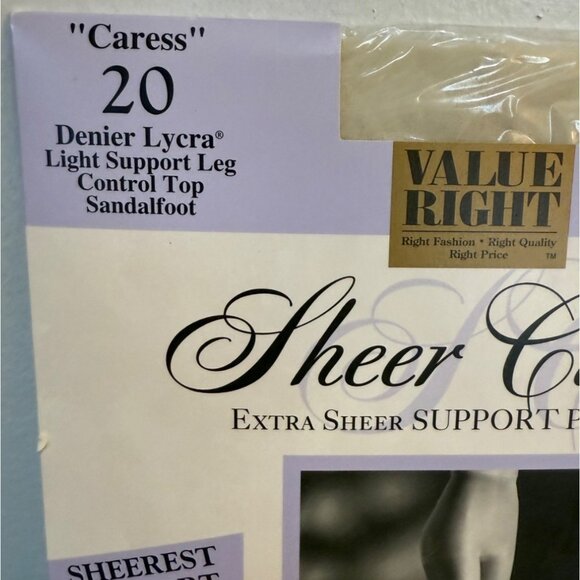 "Caress"
20
Denier Lycra®
Light Support Leg
Control Top
Sandalfoot
VALUE
RIGHT
Right Fashion • Right Quality
Right Price TM
Sheer C
EXTRA SHEER SUPPORT P
SHEEREST